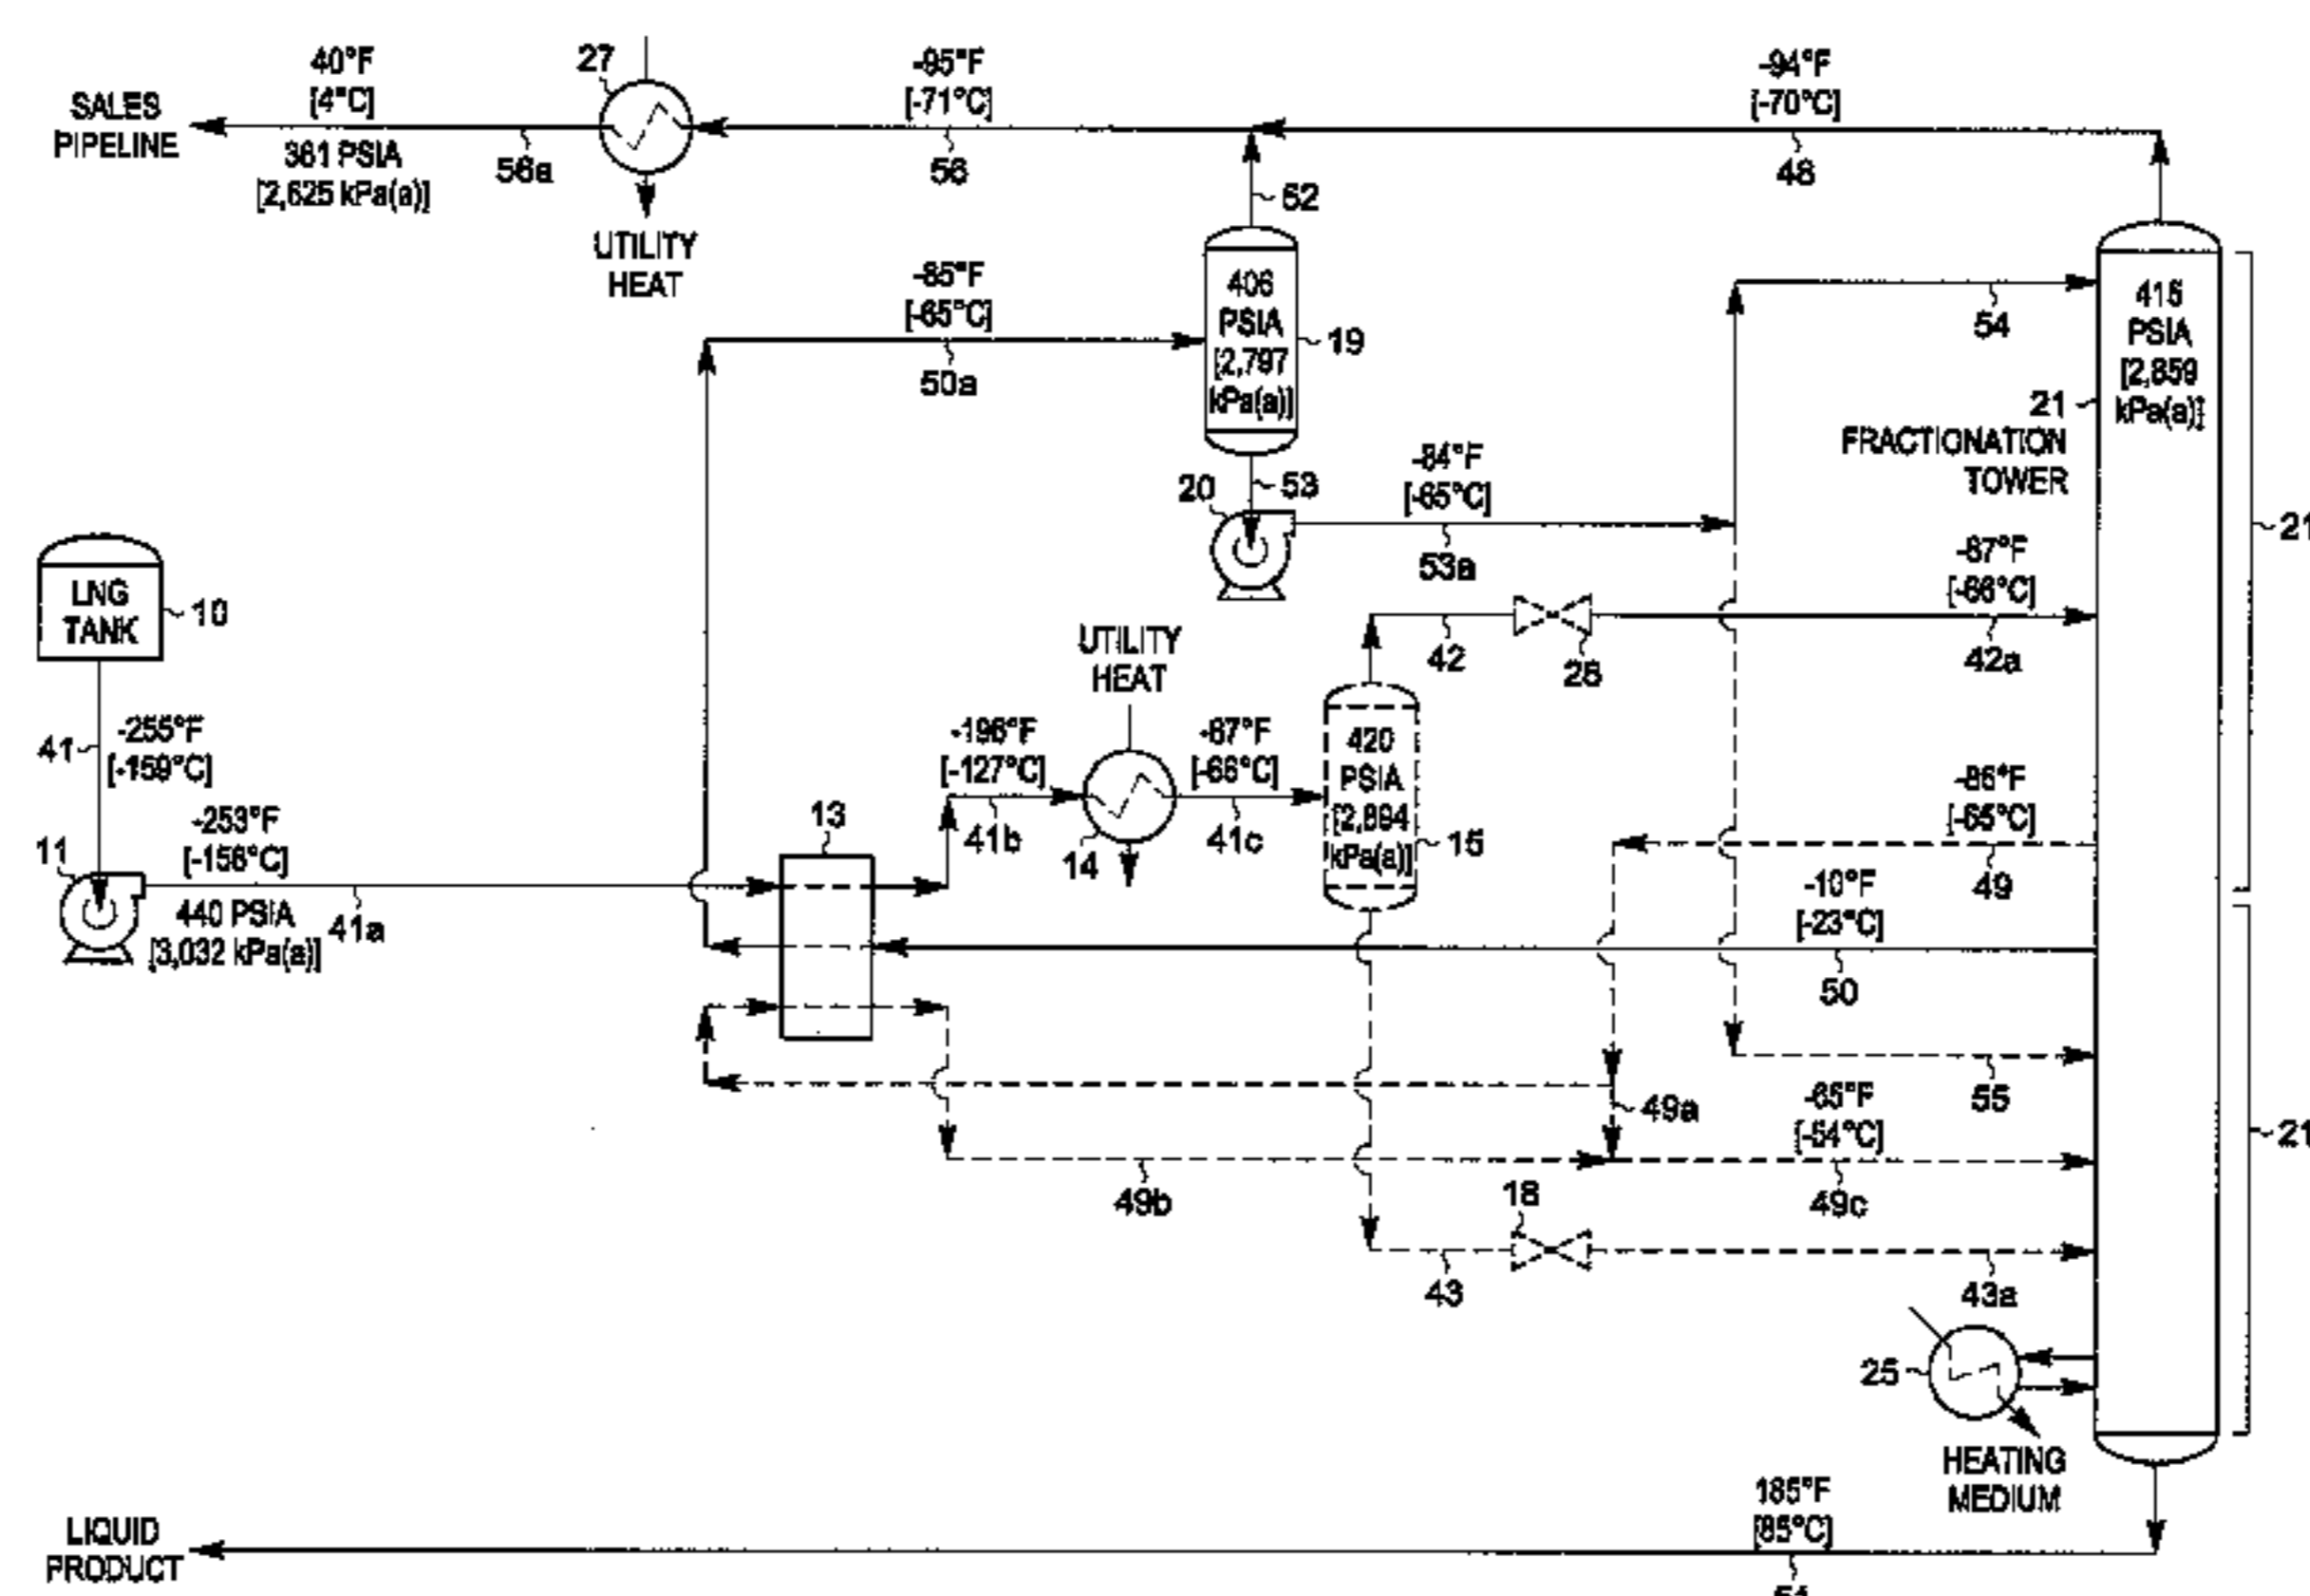 40°F
[4°C]
27
-95°F
[-71°C]
-94°F
[-70°C]
SALES
PIPELINE
381 PSIA
[2,625 kPa(a)]
56a
56
48
52
UTILITY
HEAT
-85°F
[-65°C]
50a
406
PSIA
[2,797
kPa(a)]
19
54
415
PSIA
[2,859
kPa(a)]
21
FRACTIONATION
TOWER
20
53
-84°F
[-65°C]
53a
21
LNG
TANK
10
-87°F
[-66°C]
42
28
42a
UTILITY
HEAT
41
-255°F
[-159°C]
-196°F
[-127°C]
-87°F
[-66°C]
420
PSIA
[2,894
kPa(a)]
15
41b
14
41c
-86°F
[-65°C]
49
11
-253°F
[-158°C]
13
440 PSIA
[3,032 kPa(a)]
41a
-10°F
[-23°C]
50
55
49a
-65°F
[-54°C]
21
49b
18
49c
43
43a
25
HEATING
MEDIUM
185°F
[85°C]
LIQUID
PRODUCT